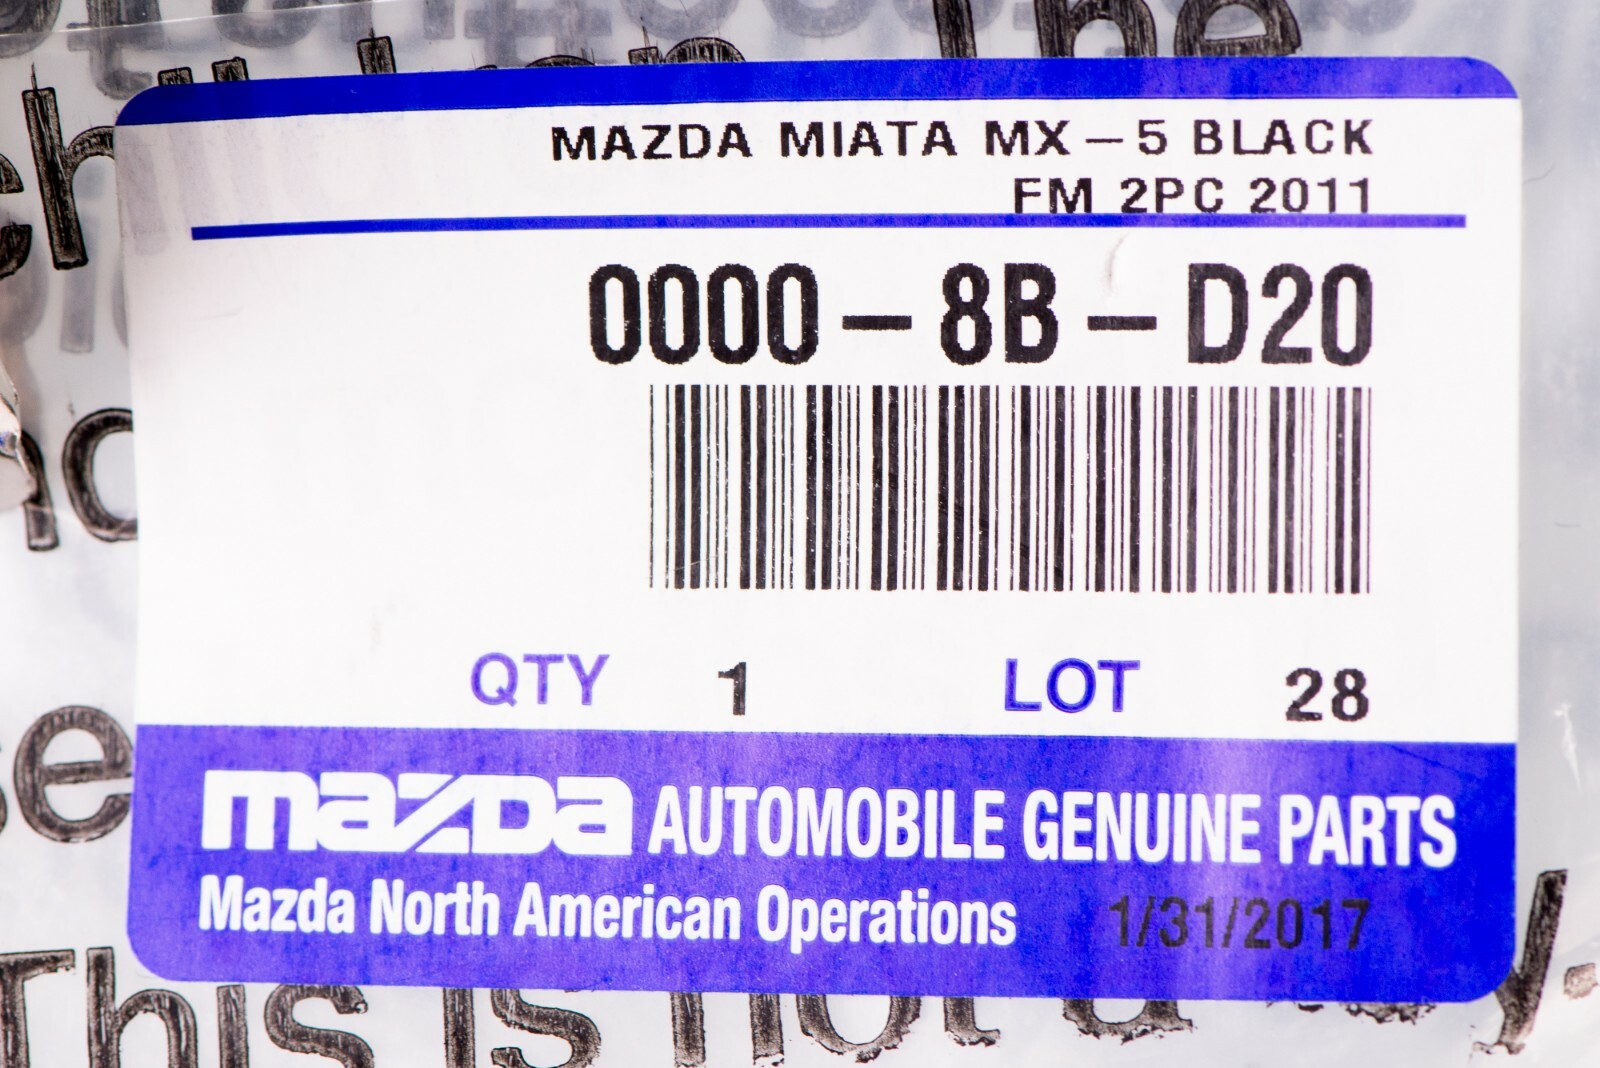 MAZDA MIATA MX-5 BLACK
FM 2PC 2011
0000-8B-D20
QTY 1 LOT 28
mazda AUTOMOBILE GENUINE PARTS
Mazda North American Operations 1/31/2017
This is not a toy.